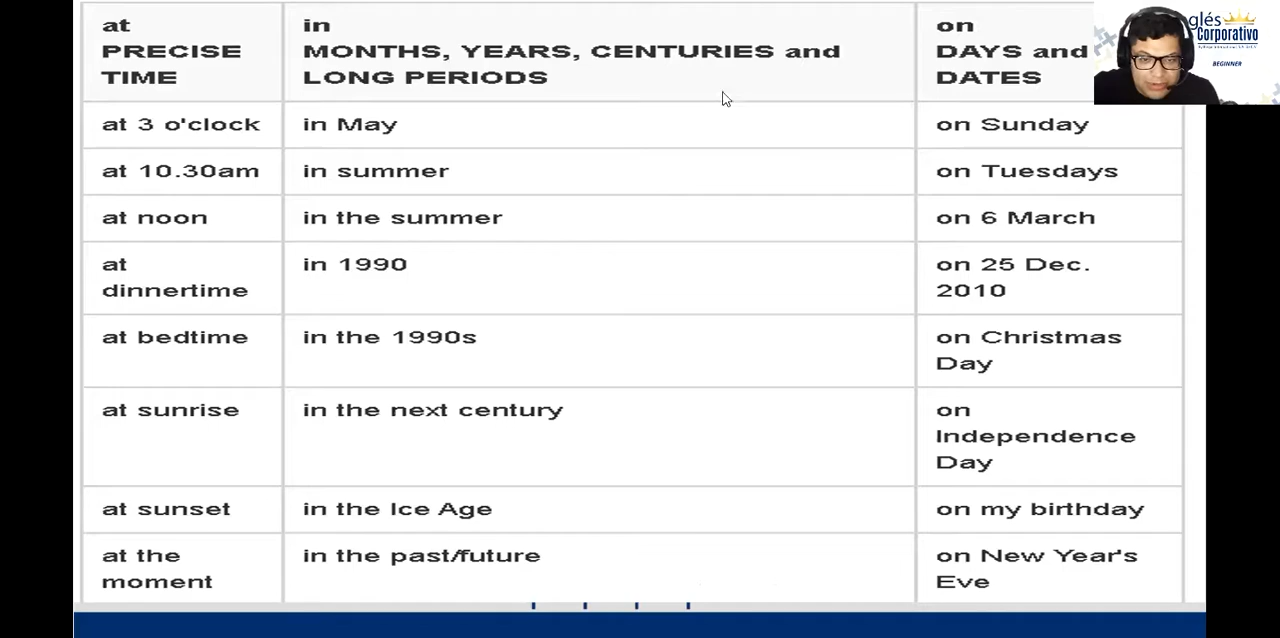 at
PRECISE
TIME
in
MONTHS, YEARS, CENTURIES and
LONG PERIODS
on
DAYS and
DATES
at 3 o'clock
in May
on Sunday
at 10.30am
in summer
on Tuesdays
at noon
in the summer
on 6 March
at
dinnertime
in 1990
on 25 Dec.
2010
at bedtime
in the 1990s
on Christmas
Day
at sunrise
in the next century
on
Independence
Day
at sunset
in the Ice Age
on my birthday
at the
moment
in the past/future
on New Year's
Eve
glés
Corporativo
BEGINNER